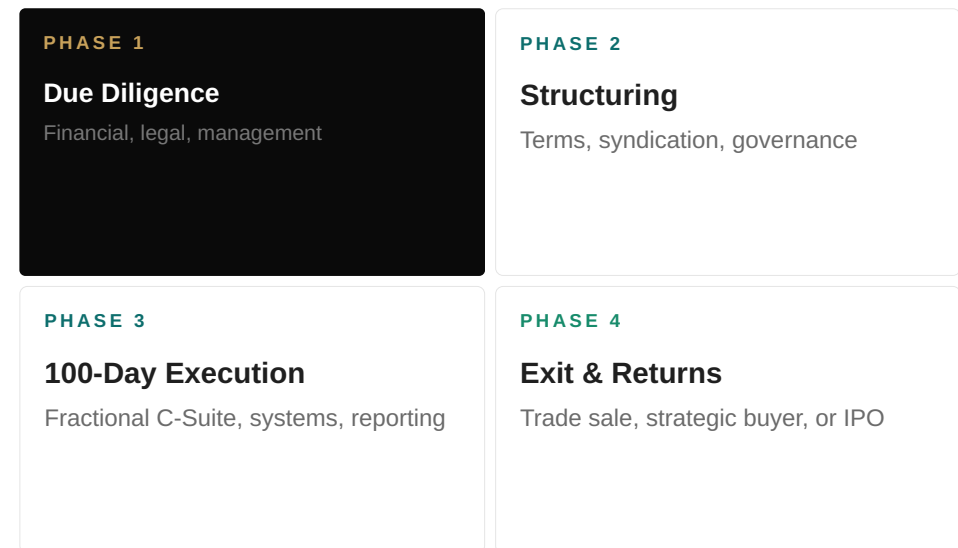 PHASE 1
Due Diligence
Financial, legal, management
PHASE 2
Structuring
Terms, syndication, governance
PHASE 3
100-Day Execution
Fractional C-Suite, systems, reporting
PHASE 4
Exit & Returns
Trade sale, strategic buyer, or IPO